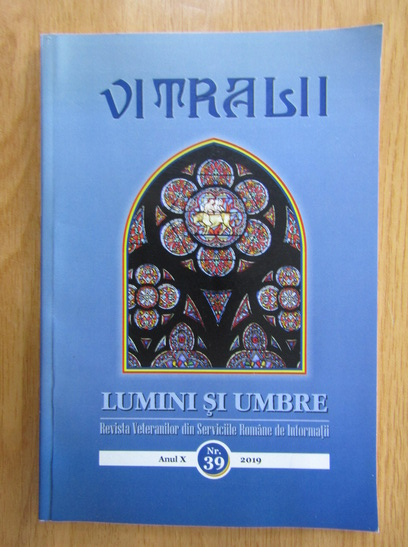 VITRALII
LUMINI ŞI UMBRE
Revista Veteranilor din Serviciile Române de Informaţii
Anul X Nr. 39 2019